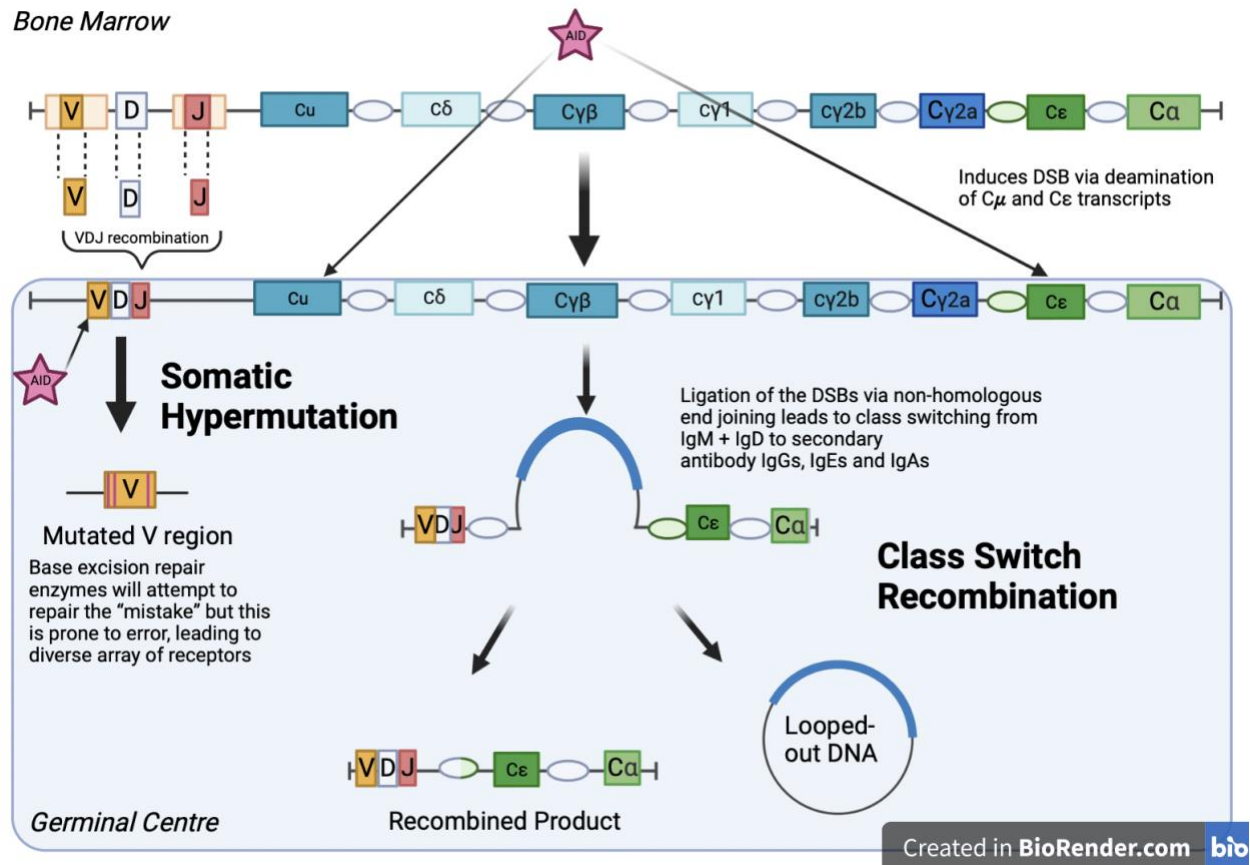 Bone Marrow
AID
V
D
J
Cu
cδ
Cγβ
cγ1
cγ2b
Cγ2a
Cε
Cα
V
D
J
VDJ recombination
Induces DSB via deamination
of Cμ and Cε transcripts
V
D
J
Cu
cδ
Cγβ
cγ1
cγ2b
Cγ2a
Cε
Cα
AID
Somatic
Hypermutation
Ligation of the DSBs via non-homologous
end joining leads to class switching from
IgM + IgD to secondary
antibody IgGs, IgEs and IgAs
V
Mutated V region
Base excision repair
enzymes will attempt to
repair the “mistake” but this
is prone to error, leading to
diverse array of receptors
V
D
J
Cε
Cα
Class Switch
Recombination
Looped-
out DNA
V
D
J
Cε
Cα
Recombined Product
Germinal Centre
Created in BioRender.com
bio